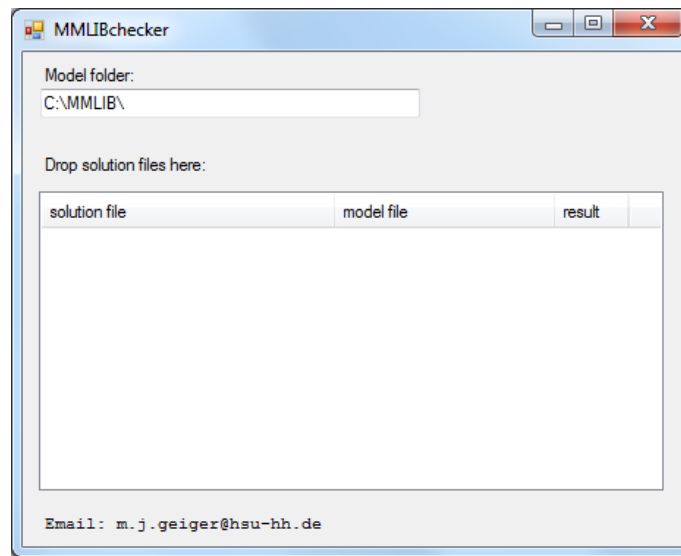 MMLIBchecker
Model folder:
C:\MMLIB\
Drop solution files here:
solution file model file result
Email: m.j.geiger@hsu-hh.de